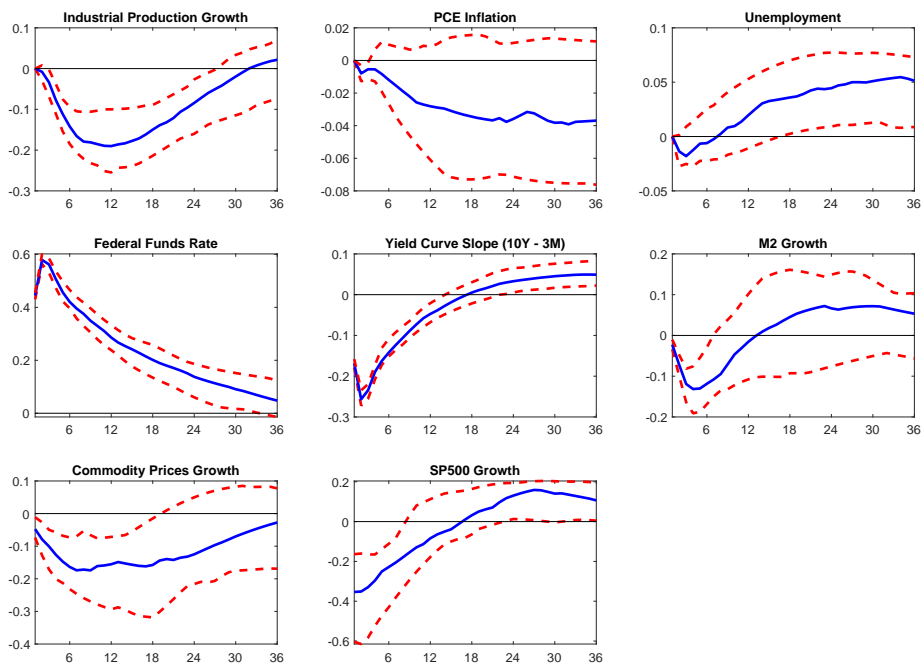 Industrial Production Growth
0.1
0
-0.1
-0.2
-0.3
6 12 18 24 30 36
PCE Inflation
0.02
0
-0.02
-0.04
-0.06
-0.08
6 12 18 24 30 36
Unemployment
0.1
0.05
0
-0.05
6 12 18 24 30 36
Federal Funds Rate
0.6
0.4
0.2
0
6 12 18 24 30 36
Yield Curve Slope (10Y - 3M)
0.1
0
-0.1
-0.2
-0.3
6 12 18 24 30 36
M2 Growth
0.2
0.1
0
-0.1
-0.2
6 12 18 24 30 36
Commodity Prices Growth
0.1
0
-0.1
-0.2
-0.3
-0.4
6 12 18 24 30 36
SP500 Growth
0.2
0
-0.2
-0.4
-0.6
6 12 18 24 30 36